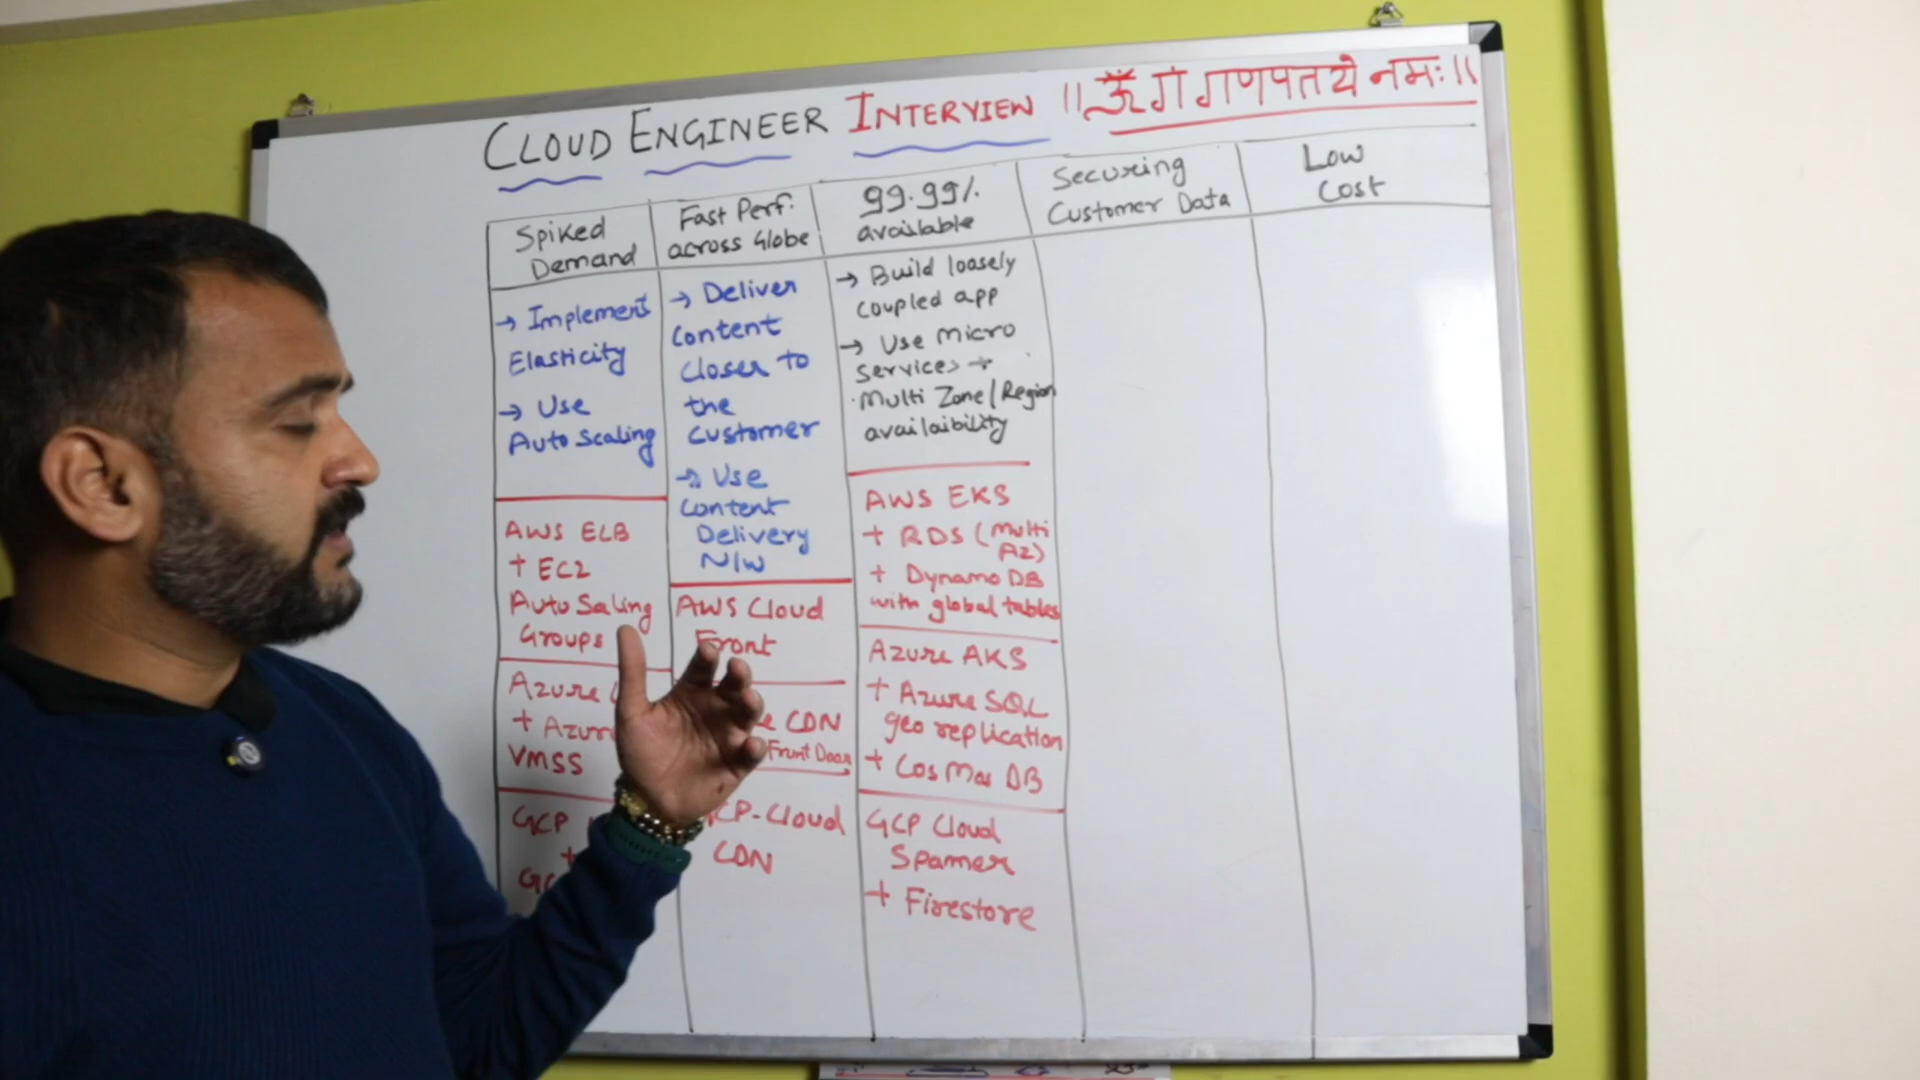 CLOUD ENGINEER INTERVIEW ||ॐ गं गणपतये नमः||
Spiked
Demand
→ Implement
Elasticity
→ Use
Auto Scaling
AWS ELB
+ EC2
Auto Saling
Groups
Azure
+ Azure
VMSS
GCP
+
Fast Perf.
across Globe
→ Deliver
Content
Closer to
the
Customer
→ Use
Content
Delivery
N/W
AWS Cloud
Front
CDN
Front Door
GCP-Cloud
CDN
99.99%
available
→ Build loosely
coupled app
→ Use Micro
Services →
Multi Zone/Region
availaibility
AWS EKS
+ RDS (Multi
AZ)
+ Dynamo DB
with global tables
Azure AKS
+ Azure SQL
geo replication
+ Cos Mos DB
GCP Cloud
Spanner
+ Firestore
Securing
Customer Data
Low
Cost